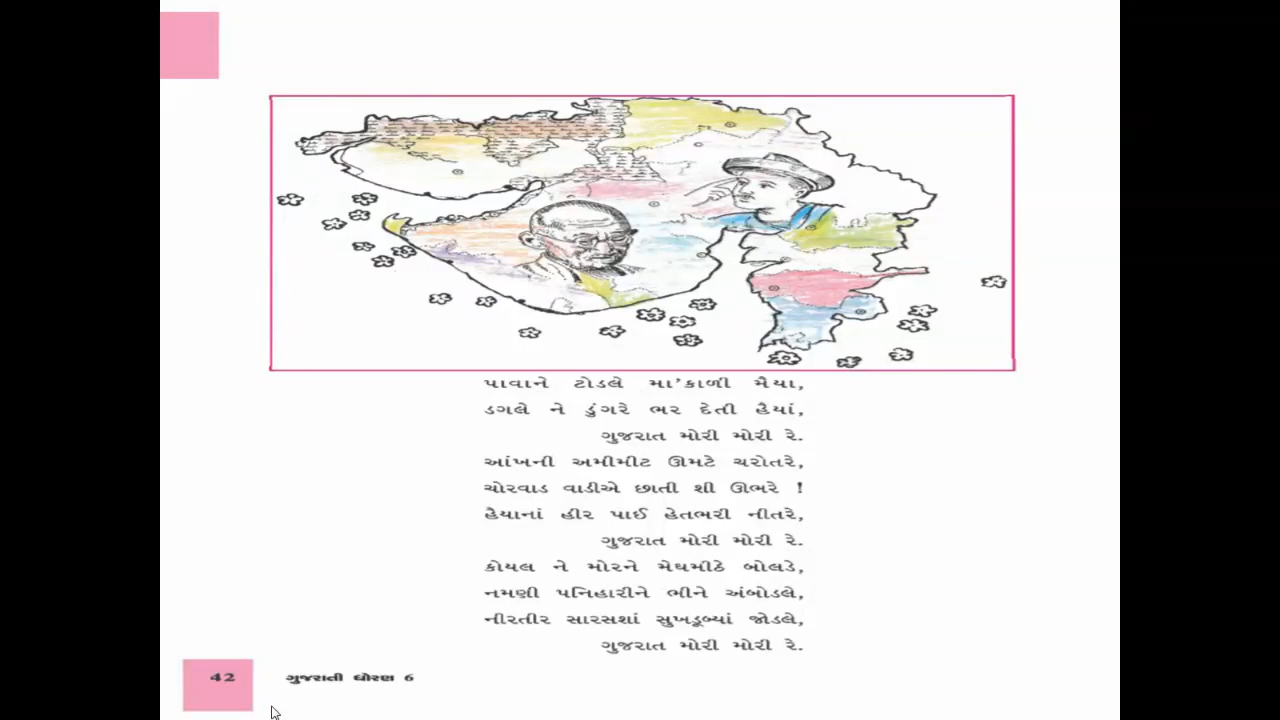 પાવાને ટોડલે મા'કાળી મૈયા,
ડગલે ને ડુંગરે ભર દેતી હૈયાં,
ગુજરાત મોરી મોરી રે.
આંખની અમીમીટ ઊમટે ચરોતરે,
ચોરવાડ વાડીએ છાતી શી ઊભરે !
હૈયાનાં હીર પાઈ હેતભરી નીતરે,
ગુજરાત મોરી મોરી રે.
કોયલ ને મોરને મેઘમીઠે બોલડે,
નમણી પનિહારીને ભીને અંબોડલે,
નીરતીર સારસશાં સુખડૂબ્યાં જોડલે,
ગુજરાત મોરી મોરી રે.
42 ગુજરાતી ધોરણ 6